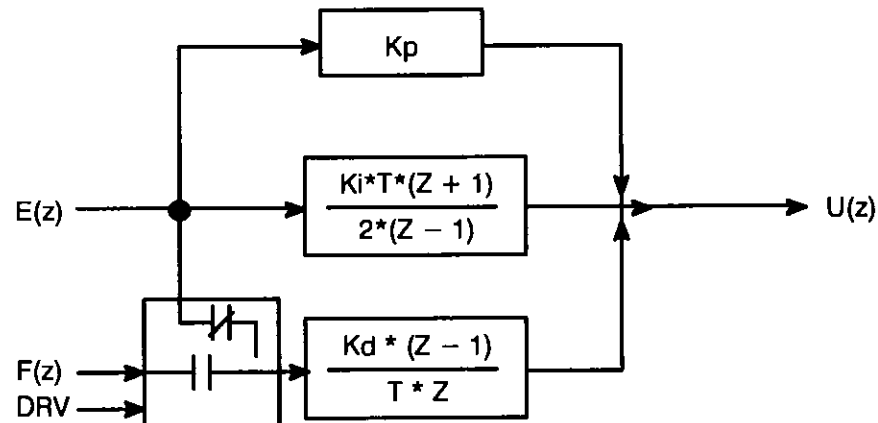 Kp
E(z)
Ki*T*(Z + 1)
2*(Z − 1)
U(z)
F(z)
DRV
Kd * (Z − 1)
T * Z